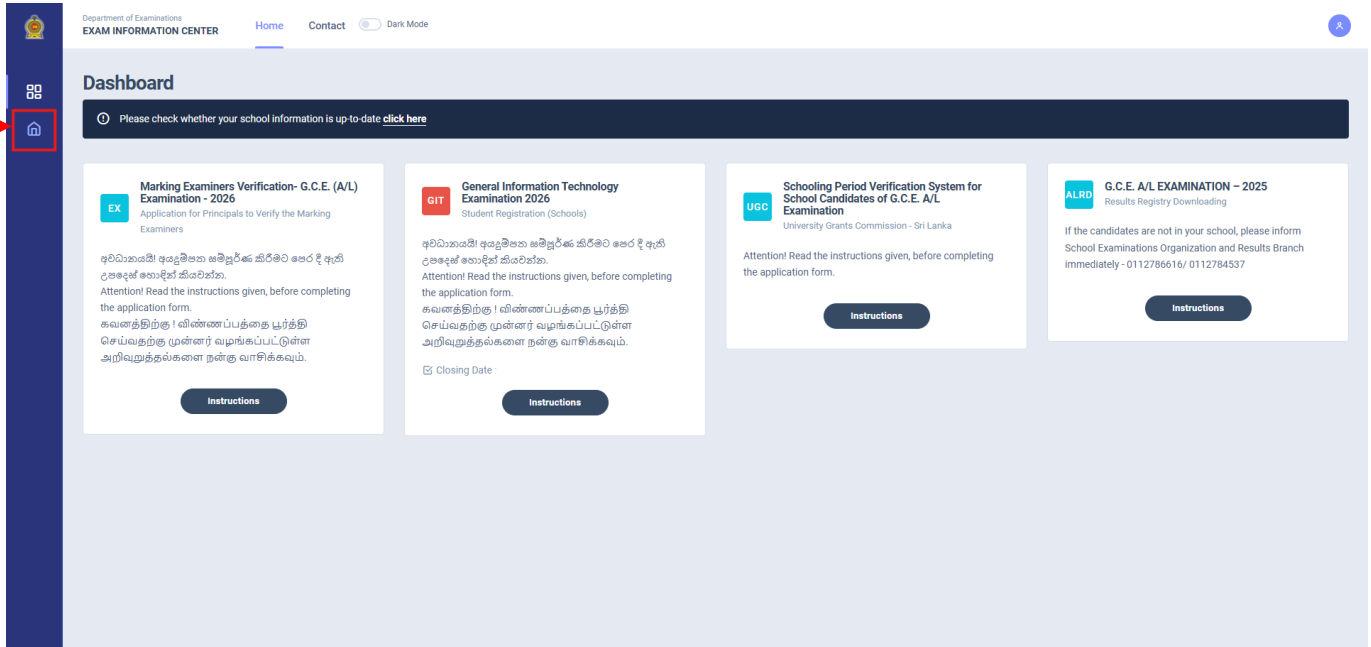 Department of Examinations
EXAM INFORMATION CENTER
Home
Contact
Dark Mode
Dashboard
Please check whether your school information is up-to-date click here
EX
Marking Examiners Verification- G.C.E. (A/L)
Examination - 2026
Application for Principals to Verify the Marking
Examiners
අවධානයයි! අයදුම්පත සම්පූර්ණ කිරීමට පෙර දී ඇති
උපදෙස් හොඳින් කියවන්න.
Attention! Read the instructions given, before completing
the application form.
கவனத்திற்கு ! விண்ணப்பத்தை பூர்த்தி
செய்வதற்கு முன்னர் வழங்கப்பட்டுள்ள
அறிவுறுத்தல்களை நன்கு வாசிக்கவும்.
Instructions
GIT
General Information Technology
Examination 2026
Student Registration (Schools)
අවධානයයි! අයදුම්පත සම්පූර්ණ කිරීමට පෙර දී ඇති
උපදෙස් හොඳින් කියවන්න.
Attention! Read the instructions given, before completing
the application form.
கவனத்திற்கு ! விண்ணப்பத்தை பூர்த்தி
செய்வதற்கு முன்னர் வழங்கப்பட்டுள்ள
அறிவுறுத்தல்களை நன்கு வாசிக்கவும்.
Closing Date :
Instructions
UGC
Schooling Period Verification System for
School Candidates of G.C.E. A/L
Examination
University Grants Commission - Sri Lanka
Attention! Read the instructions given, before completing
the application form.
Instructions
ALRD
G.C.E. A/L EXAMINATION – 2025
Results Registry Downloading
If the candidates are not in your school, please inform
School Examinations Organization and Results Branch
immediately - 0112786616/ 0112784537
Instructions